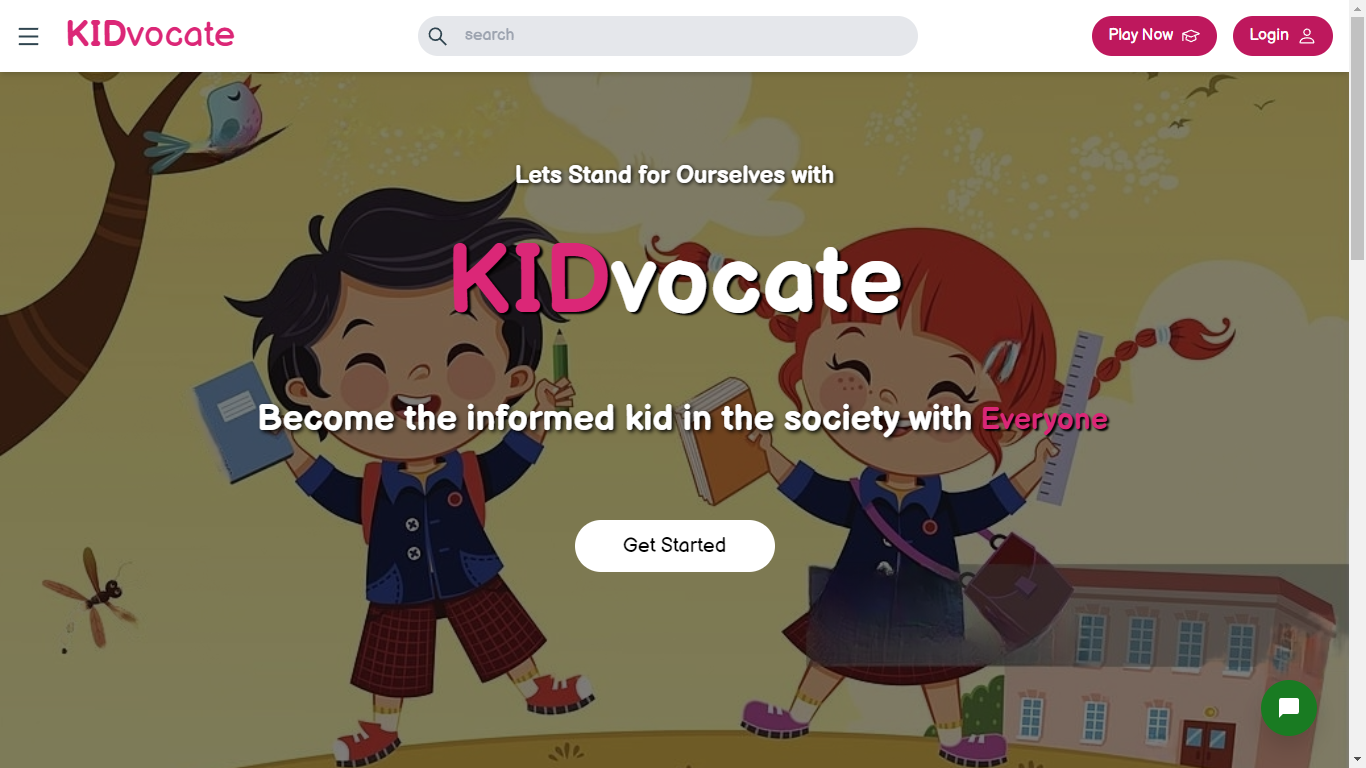 KIDvocate
search
Play Now
Login
Lets Stand for Ourselves with
KIDvocate
Become the informed kid in the society with Everyone
Get Started